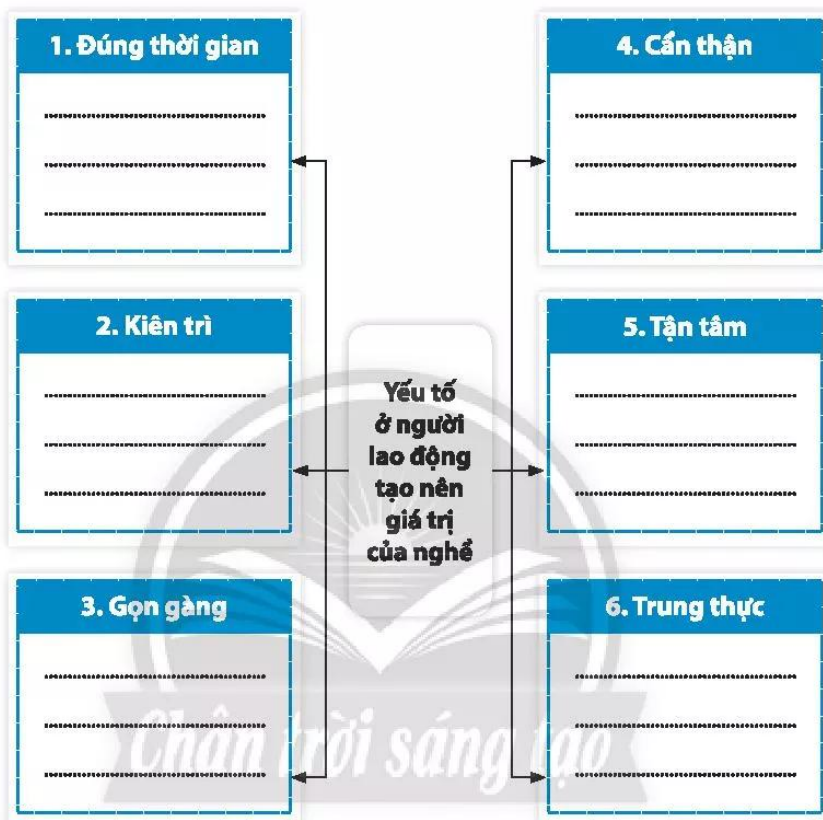 1. Đúng thời gian
2. Kiên trì
3. Gọn gàng
Yếu tố
ở người
lao động
tạo nên
giá trị
của nghề
4. Cẩn thận
5. Tận tâm
6. Trung thực
Chân trời sáng tạo